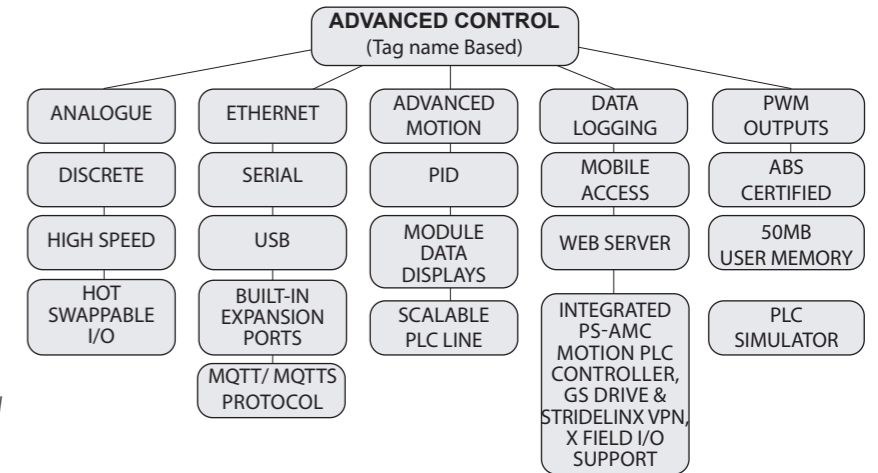 ADVANCED CONTROL
(Tag name Based)
ANALOGUE
DISCRETE
HIGH SPEED
HOT
SWAPPABLE
I/O
ETHERNET
SERIAL
USB
BUILT-IN
EXPANSION
PORTS
MQTT/ MQTTS
PROTOCOL
ADVANCED
MOTION
PID
MODULE
DATA
DISPLAYS
SCALABLE
PLC LINE
DATA
LOGGING
MOBILE
ACCESS
WEB SERVER
INTEGRATED
PS-AMC
MOTION PLC
CONTROLLER,
GS DRIVE &
STRIDELINX VPN,
X FIELD I/O
SUPPORT
PWM
OUTPUTS
ABS
CERTIFIED
50MB
USER MEMORY
PLC
SIMULATOR